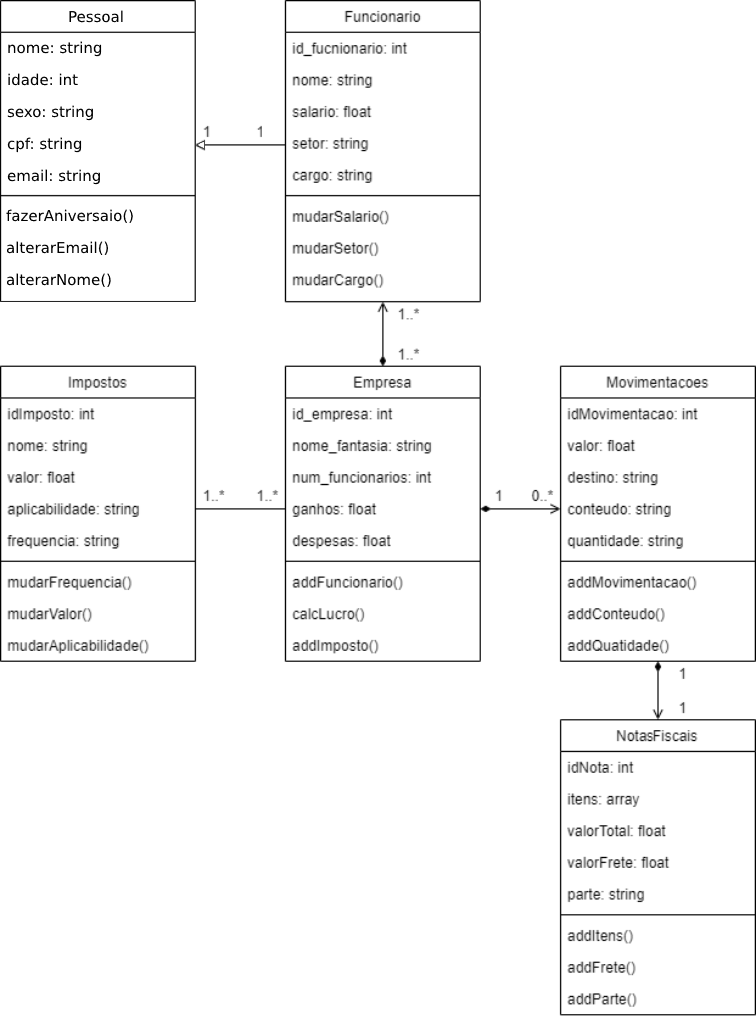 Pessoal
nome: string
idade: int
sexo: string
cpf: string
email: string
fazerAniversaio()
alterarEmail()
alterarNome()
1
1
Funcionario
id_fucnionario: int
nome: string
salario: float
setor: string
cargo: string
mudarSalario()
mudarSetor()
mudarCargo()
1..*
1..*
Impostos
idImposto: int
nome: string
valor: float
aplicabilidade: string
frequencia: string
mudarFrequencia()
mudarValor()
mudarAplicabilidade()
1..*
1..*
Empresa
id_empresa: int
nome_fantasia: string
num_funcionarios: int
ganhos: float
despesas: float
addFuncionario()
calcLucro()
addImposto()
1
0..*
Movimentacoes
idMovimentacao: int
valor: float
destino: string
conteudo: string
quantidade: string
addMovimentacao()
addConteudo()
addQuatidade()
1
1
NotasFiscais
idNota: int
itens: array
valorTotal: float
valorFrete: float
parte: string
addItens()
addFrete()
addParte()